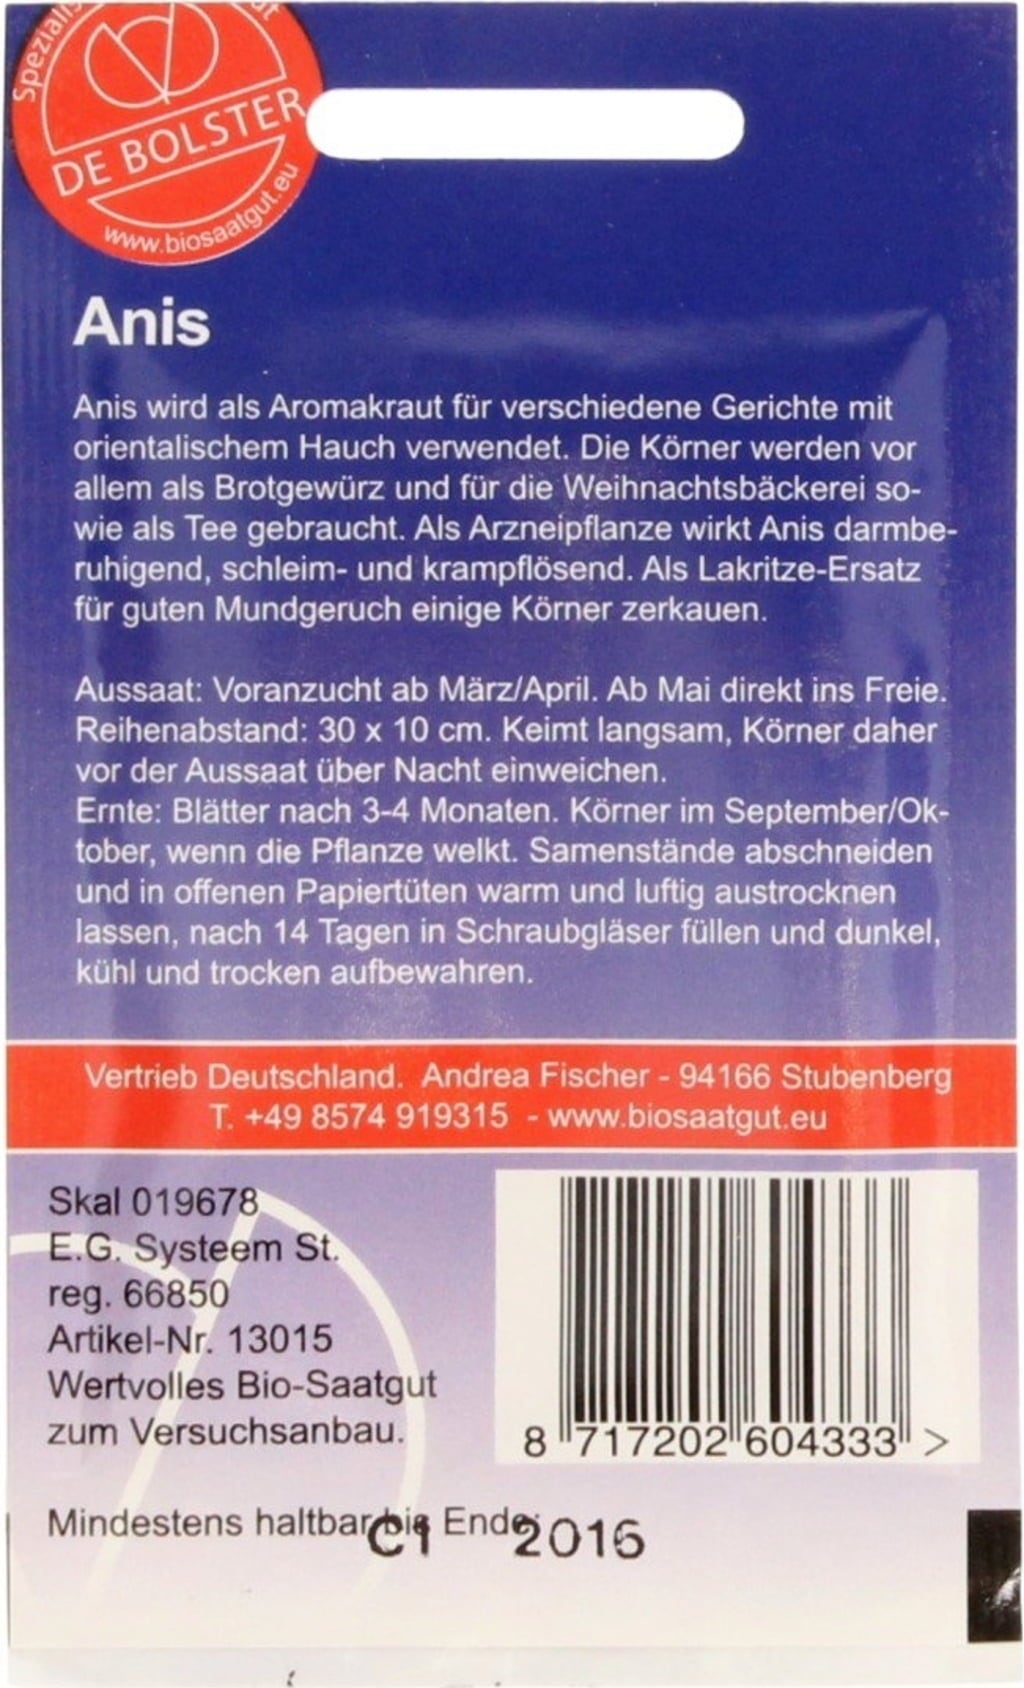 Spezialis
ut
DE BOLSTER
www.biosaatgut.eu
Anis
Anis wird als Aromakraut für verschiedene Gerichte mit
orientalischem Hauch verwendet. Die Körner werden vor
allem als Brotgewürz und für die Weihnachtsbäckerei so-
wie als Tee gebraucht. Als Arzneipflanze wirkt Anis darmbe-
ruhigend, schleim- und krampflösend. Als Lakritze-Ersatz
für guten Mundgeruch einige Körner zerkauen.
Aussaat: Voranzucht ab März/April. Ab Mai direkt ins Freie.
Reihenabstand: 30 x 10 cm. Keimt langsam, Körner daher
vor der Aussaat über Nacht einweichen.
Ernte: Blätter nach 3-4 Monaten. Körner im September/Ok-
tober, wenn die Pflanze welkt. Samenstände abschneiden
und in offenen Papiertüten warm und luftig austrocknen
lassen, nach 14 Tagen in Schraubgläser füllen und dunkel,
kühl und trocken aufbewahren.
Vertrieb Deutschland. Andrea Fischer - 94166 Stubenberg
T. +49 8574 919315 - www.biosaatgut.eu
Skal 019678
E.G. Systeem St.
reg. 66850
Artikel-Nr. 13015
Wertvolles Bio-Saatgut
zum Versuchsanbau.
8 717202 604333 >
Mindestens haltbar bis Ende:
C1 2016